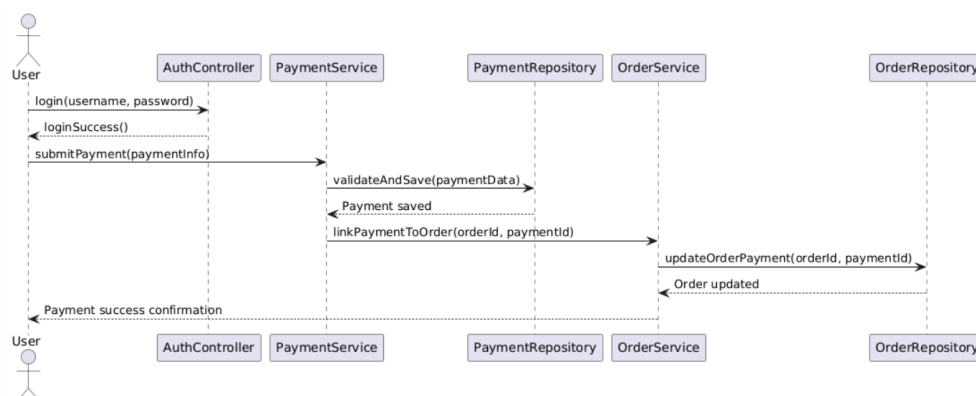 User
AuthController
PaymentService
PaymentRepository
OrderService
OrderRepository
login(username, password)
loginSuccess()
submitPayment(paymentInfo)
validateAndSave(paymentData)
Payment saved
linkPaymentToOrder(orderId, paymentId)
updateOrderPayment(orderId, paymentId)
Order updated
Payment success confirmation
User
AuthController
PaymentService
PaymentRepository
OrderService
OrderRepository